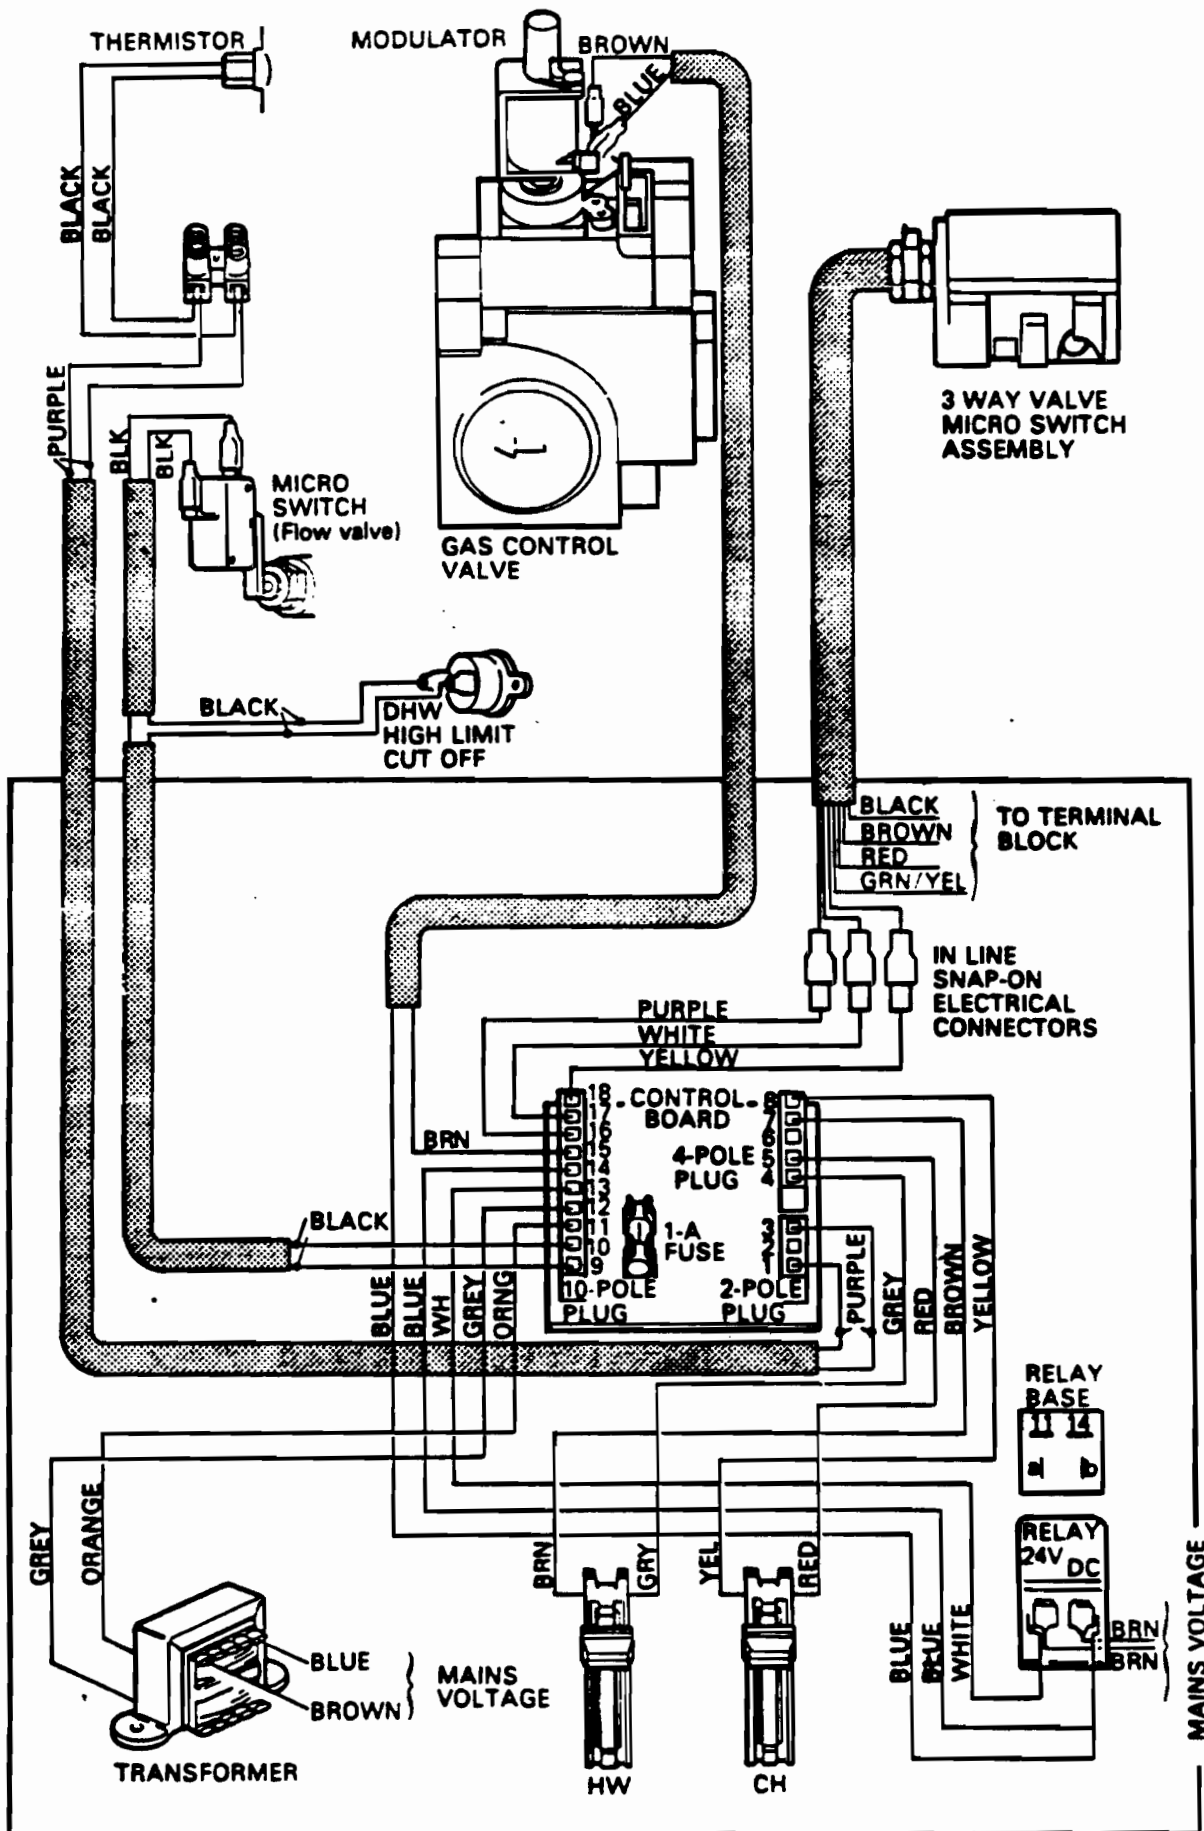 THERMISTOR
MODULATOR
BROWN
BLUE
BLACK
BLACK
PURPLE
BLK
BLK
MICRO
SWITCH
(Flow valve)
GAS CONTROL
VALVE
3 WAY VALVE
MICRO SWITCH
ASSEMBLY
BLACK
DHW
HIGH LIMIT
CUT OFF
BLACK
BROWN
RED
GRN/YEL
TO TERMINAL
BLOCK
IN LINE
SNAP-ON
ELECTRICAL
CONNECTORS
PURPLE
WHITE
YELLOW
18
17
16
15
14
13
12
11
10
9
CONTROL
BOARD
8
7
6
5
4
3
2
1
4-POLE
PLUG
1-A
FUSE
10-POLE
PLUG
2-POLE
PLUG
BRN
BLACK
BLUE
BLUE
WH
GREY
ORNG
PURPLE
GREY
RED
BROWN
YELLOW
RELAY
BASE
11 14
a b
GREY
ORANGE
BRN
GRY
YEL
RED
RELAY
24V
DC
BLUE
BLUE
WHITE
BRN
BRN
MAINS VOLTAGE
BLUE
BROWN
MAINS
VOLTAGE
TRANSFORMER
HW
CH